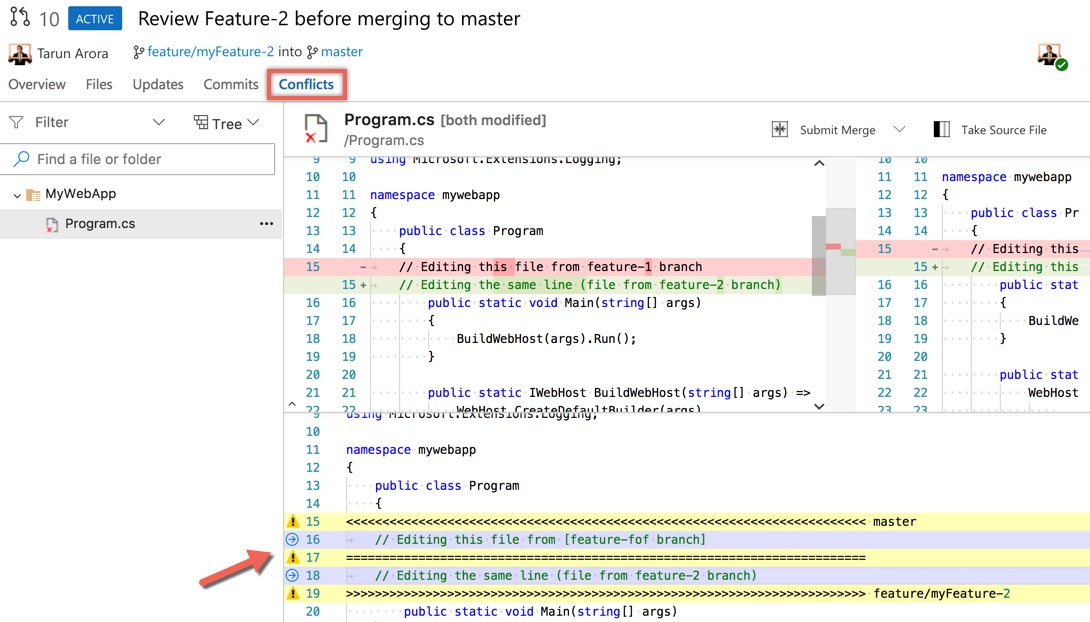 10 ACTIVE Review Feature-2 before merging to master
Tarun Arora feature/myFeature-2 into master
Overview Files Updates Commits Conflicts
Filter Tree
Find a file or folder
MyWebApp
Program.cs ...
Program.cs [both modified]
/Program.cs
Submit Merge Take Source File
9 9 using Microsoft.Extensions.Logging;
10 10
11 11 namespace mywebapp
12 12 {
13 13 public class Program
14 14 {
15 - // Editing this file from feature-1 branch
15 + // Editing the same line (file from feature-2 branch)
16 16 public static void Main(string[] args)
17 17 {
18 18 BuildWebHost(args).Run();
19 19 }
20 20
21 21 public static IWebHost BuildWebHost(string[] args) =>
22 22 WebHost.CreateDefaultBuilder(args)
10 10
11 11 namespace mywebapp
12 12 {
13 13 public class Pr
14 14 {
15 - // Editing this
15 + // Editing this
16 16 public stat
17 17 {
18 18 BuildWe
19 19 }
20 20
21 21 public stat
22 22 WebHost
23 23
9 using Microsoft.Extensions.Logging;
10
11 namespace mywebapp
12 {
13 public class Program
14 {
15 <<<<<<<<<<<<<<<<<<<<<<<<<<<<<<<<<<<<<<<<<<<<<<<<<<<<<<<<<<<<<<<<<<<<<<<< master
16 // Editing this file from [feature-fof branch]
17 ========================================================================
18 // Editing the same line (file from feature-2 branch)
19 >>>>>>>>>>>>>>>>>>>>>>>>>>>>>>>>>>>>>>>>>>>>>>>>>>>>>>>>>>>>>>>>>>>>>>>> feature/myFeature-2
20 public static void Main(string[] args)